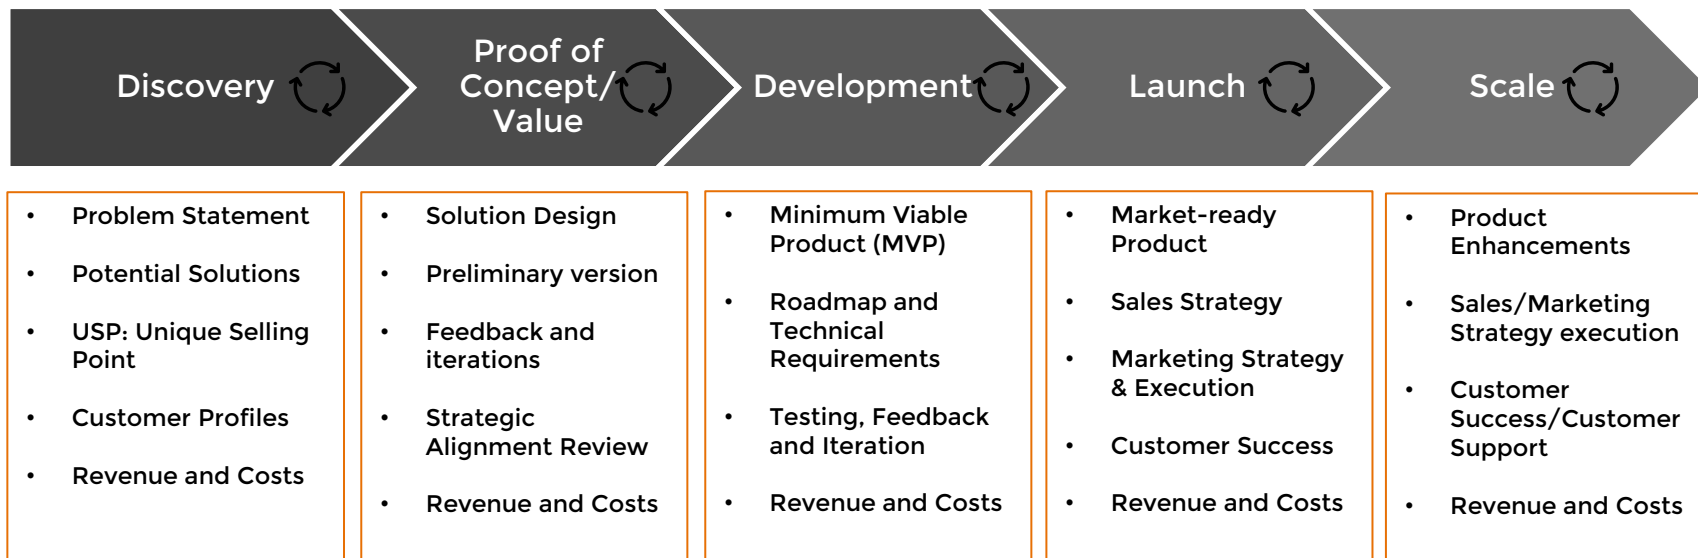 Discovery
Proof of
Concept/
Value
Development
Launch
Scale
• Problem Statement
• Potential Solutions
• USP: Unique Selling
Point
• Customer Profiles
• Revenue and Costs
• Solution Design
• Preliminary version
• Feedback and
iterations
• Strategic
Alignment Review
• Revenue and Costs
• Minimum Viable
Product (MVP)
• Roadmap and
Technical
Requirements
• Testing, Feedback
and Iteration
• Revenue and Costs
• Market-ready
Product
• Sales Strategy
• Marketing Strategy
& Execution
• Customer Success
• Revenue and Costs
• Product
Enhancements
• Sales/Marketing
Strategy execution
• Customer
Success/Customer
Support
• Revenue and Costs